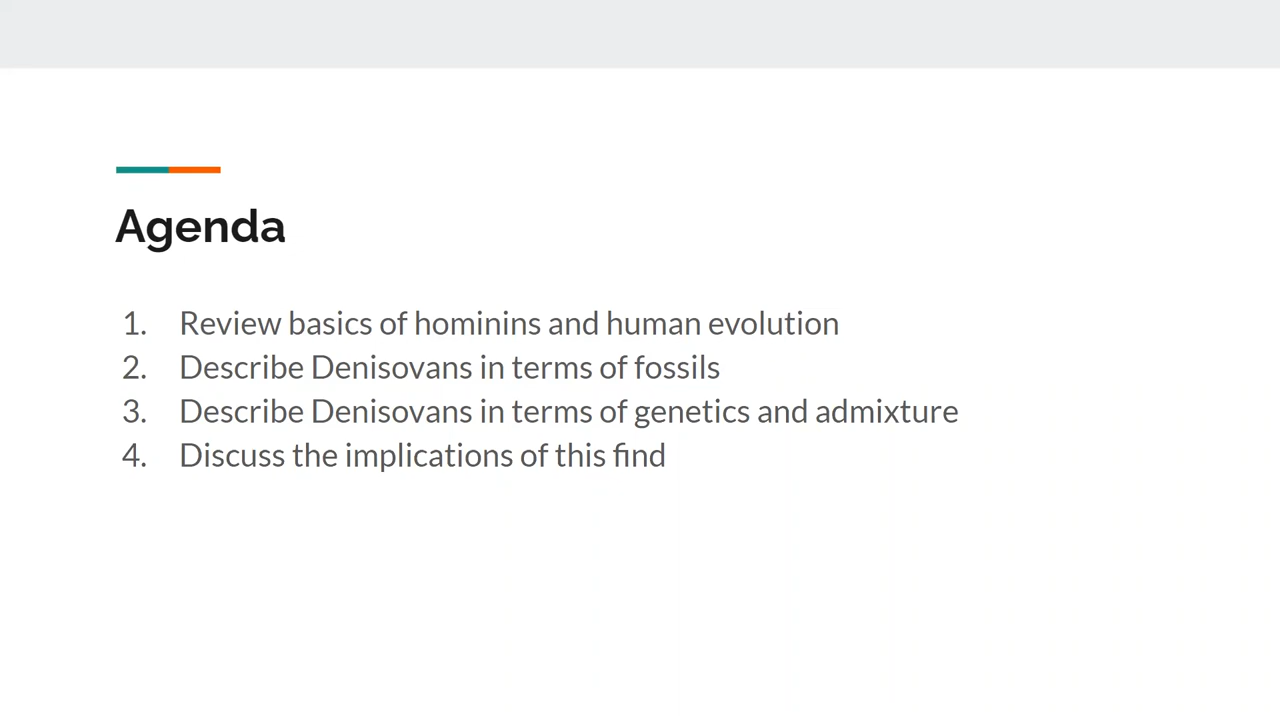 Agenda
1. Review basics of hominins and human evolution
2. Describe Denisovans in terms of fossils
3. Describe Denisovans in terms of genetics and admixture
4. Discuss the implications of this find